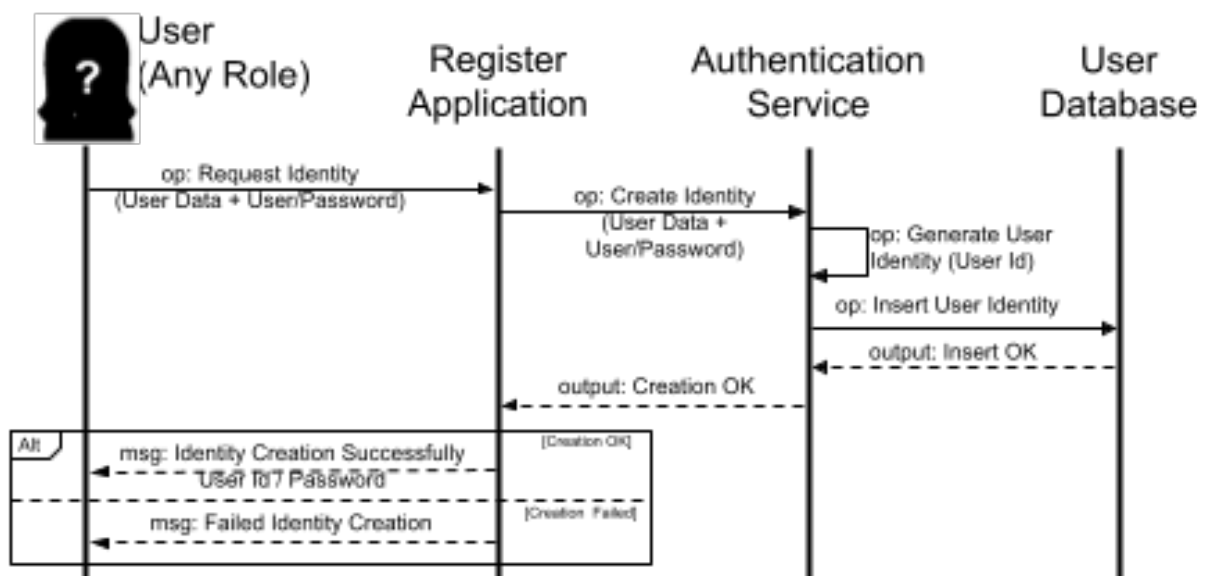 ?
User
(Any Role)
Register
Application
Authentication
Service
User
Database
op: Request Identity
(User Data + User/Password)
op: Create Identity
(User Data +
User/Password)
op: Generate User
Identity (User Id)
op: Insert User Identity
output: Insert OK
output: Creation OK
Alt
[Creation OK]
msg: Identity Creation Successfully
User Id / Password
[Creation Failed]
msg: Failed Identity Creation